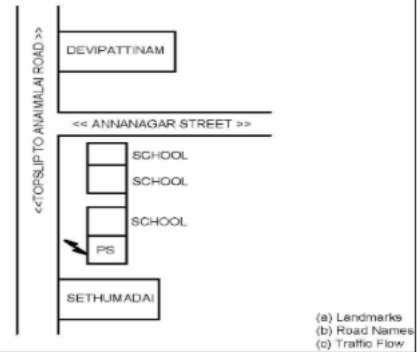 DEVIPATTINAM
<<TOPSLIP TO ANAIMALAI ROAD >>
<< ANNANAGAR STREET >>
SCHOOL
SCHOOL
SCHOOL
PS
SETHUMADAI
(a) Landmarks
(b) Road Names
(c) Traffic Flow